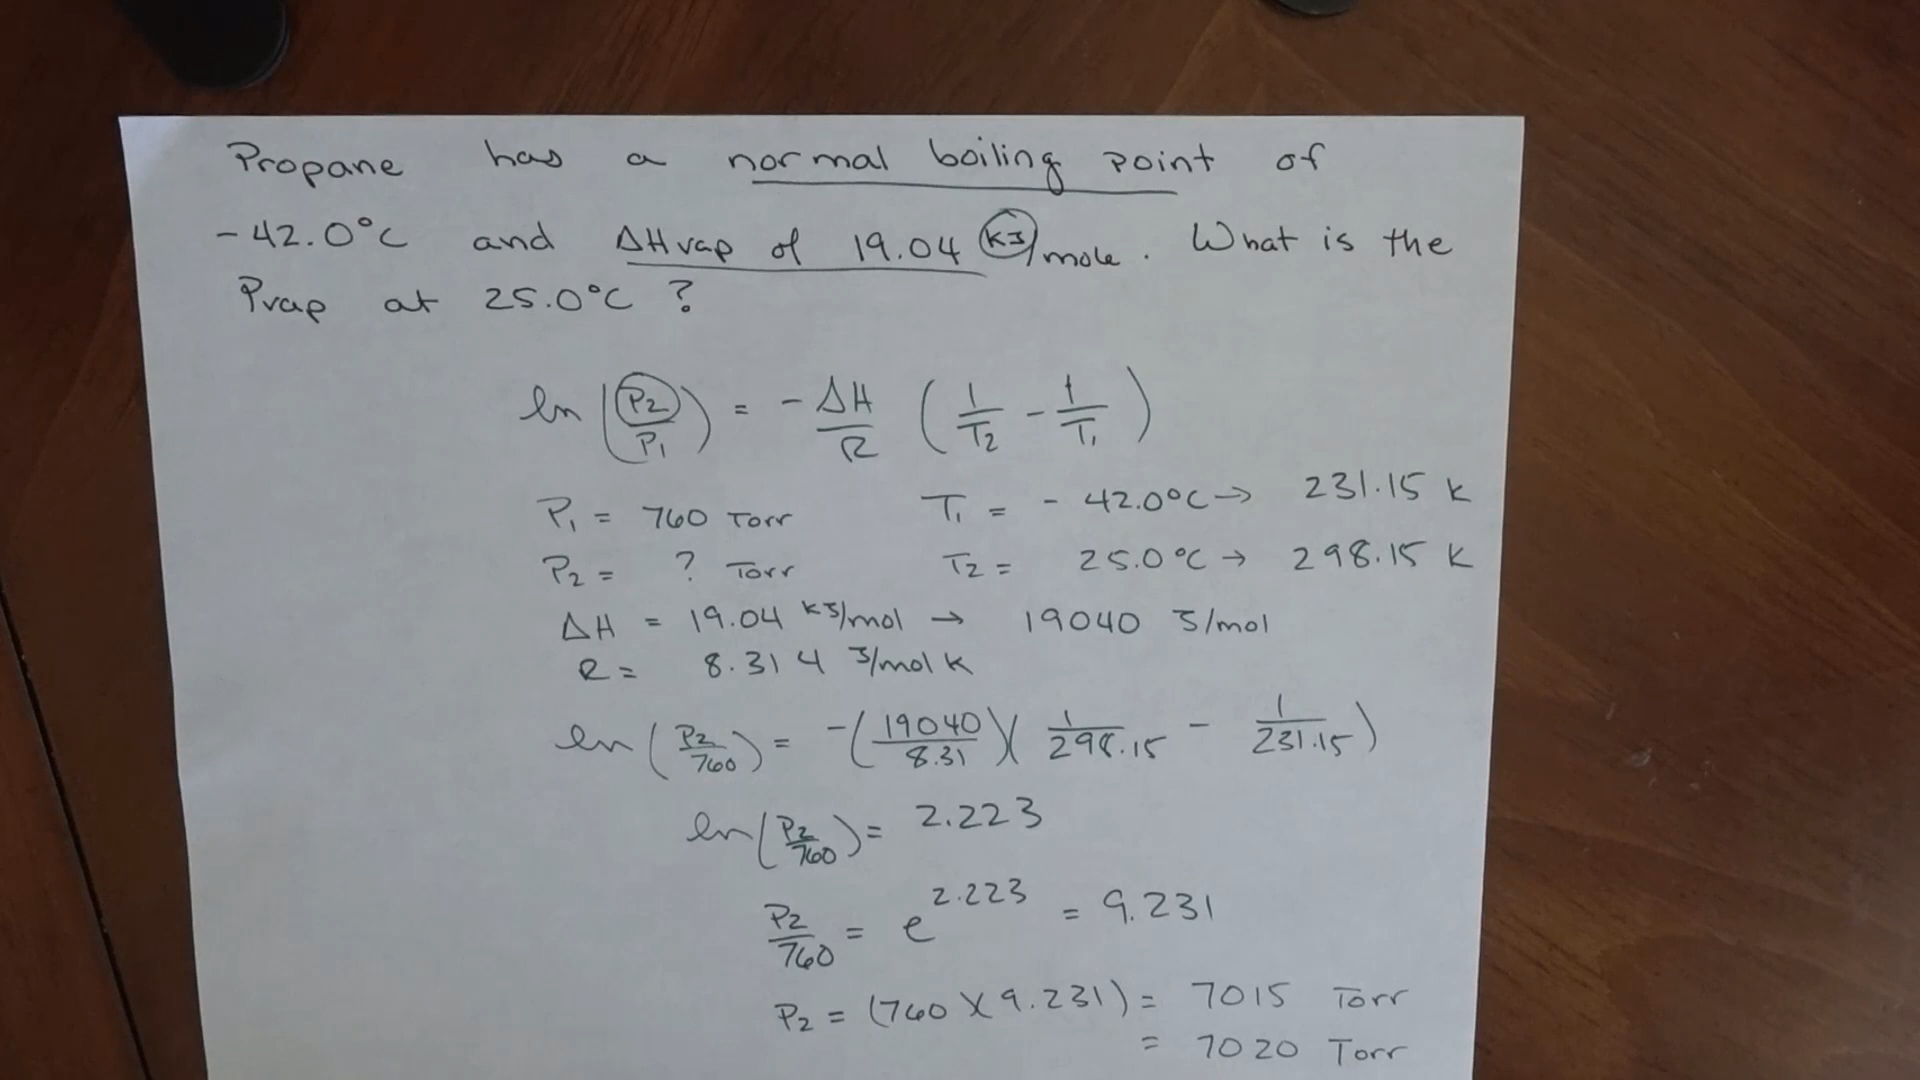 Propane has a normal boiling point of
-42.0°C and ΔHvap of 19.04 kJ/mole. What is the
Pvap at 25.0°C ?
ln (P2/P1) = -ΔH/R (1/T2 - 1/T1)
P1 = 760 Torr T1 = -42.0°C → 231.15 K
P2 = ? Torr T2 = 25.0°C → 298.15 K
ΔH = 19.04 kJ/mol → 19040 J/mol
R = 8.314 J/mol K
ln (P2/760) = -(19040/8.31)(1/298.15 - 1/231.15)
ln (P2/760) = 2.223
P2/760 = e^2.223 = 9.231
P2 = (760)(9.231) = 7015 Torr
= 7020 Torr